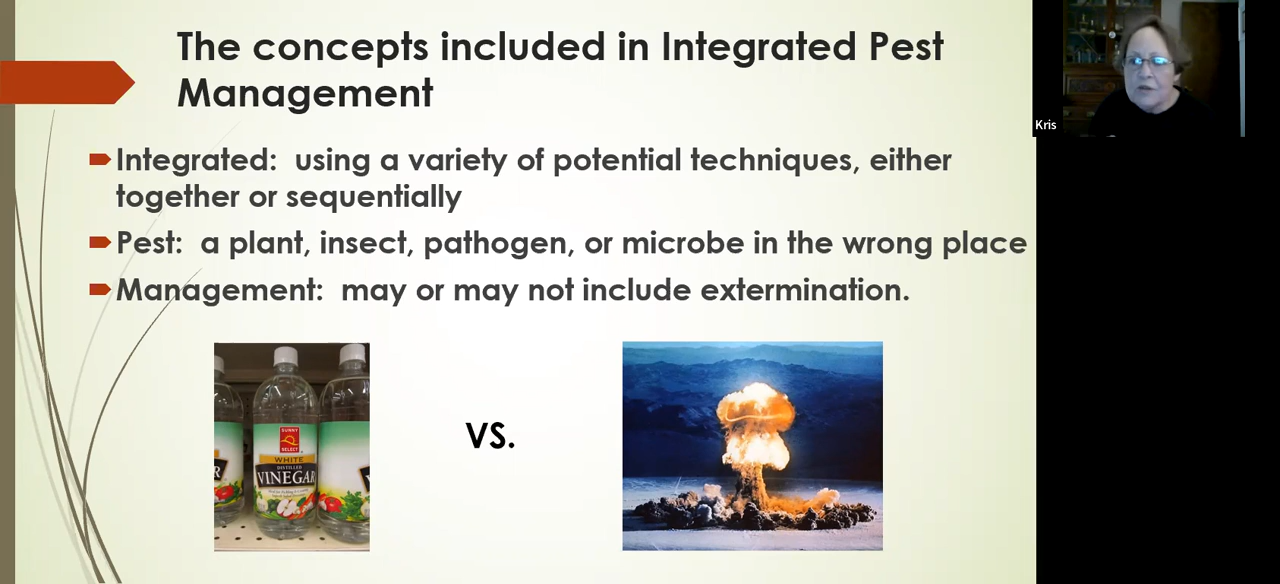 The concepts included in Integrated Pest
Management
Integrated: using a variety of potential techniques, either
together or sequentially
Pest: a plant, insect, pathogen, or microbe in the wrong place
Management: may or may not include extermination.
SUNNY
SELECT
WHITE
DISTILLED
VINEGAR
VS.
Kris